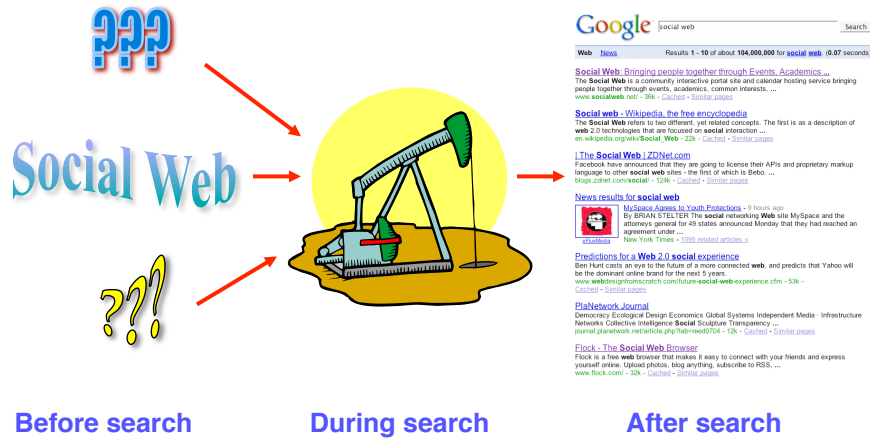 ???
Social Web
???!
Google social web Search
Web News Results 1 - 10 of about 104,000,000 for social web. (0.07 seconds
Social Web: Bringing people together through Events, Academics ...
The Social Web is a community interactive portal site and calendar hosting service bringing
people together through events, academics, common interests, ...
www.socialweb.net/ - 36k - Cached - Similar pages
Social web - Wikipedia, the free encyclopedia
The Social Web refers to two different, yet related concepts. The first is as a description of
web 2.0 technologies that are focused on social interaction ...
en.wikipedia.org/wiki/Social_Web - 22k - Cached - Similar pages
| The Social Web | ZDNet.com
Facebook have announced that they are going to license their APIs and proprietary markup
language to other social web sites - the first of which is Bebo. ...
blogs.zdnet.com/social/ - 124k - Cached - Similar pages
News results for social web
MySpace Agrees to Youth Protections - 9 hours ago
By BRIAN STELTER The social networking Web site MySpace and the
attorneys general for 49 states announced Monday that they had reached an
agreement under ...
aFluxMedia New York Times - 1095 related articles »
Predictions for a Web 2.0 social experience
Ben Hunt casts an eye to the future of a more connected web, and predicts that Yahoo will
be the dominant online brand for the next 5 years.
www.webdesignfromscratch.com/future-social-web-experience.cfm - 53k -
Cached - Similar pages
PlaNetwork Journal
Democracy Ecological Design Economics Global Systems Independent Media · Infrastructure
Networks Collective Intelligence Social Sculpture Transparency ...
journal.planetwork.net/article.php?lab=reed0704 - 12k - Cached - Similar pages
Flock - The Social Web Browser
Flock is a free web browser that makes it easy to connect with your friends and express
yourself online. Upload photos, blog anything, subscribe to RSS, ...
www.flock.com/ - 32k - Cached - Similar pages
Before search During search After search